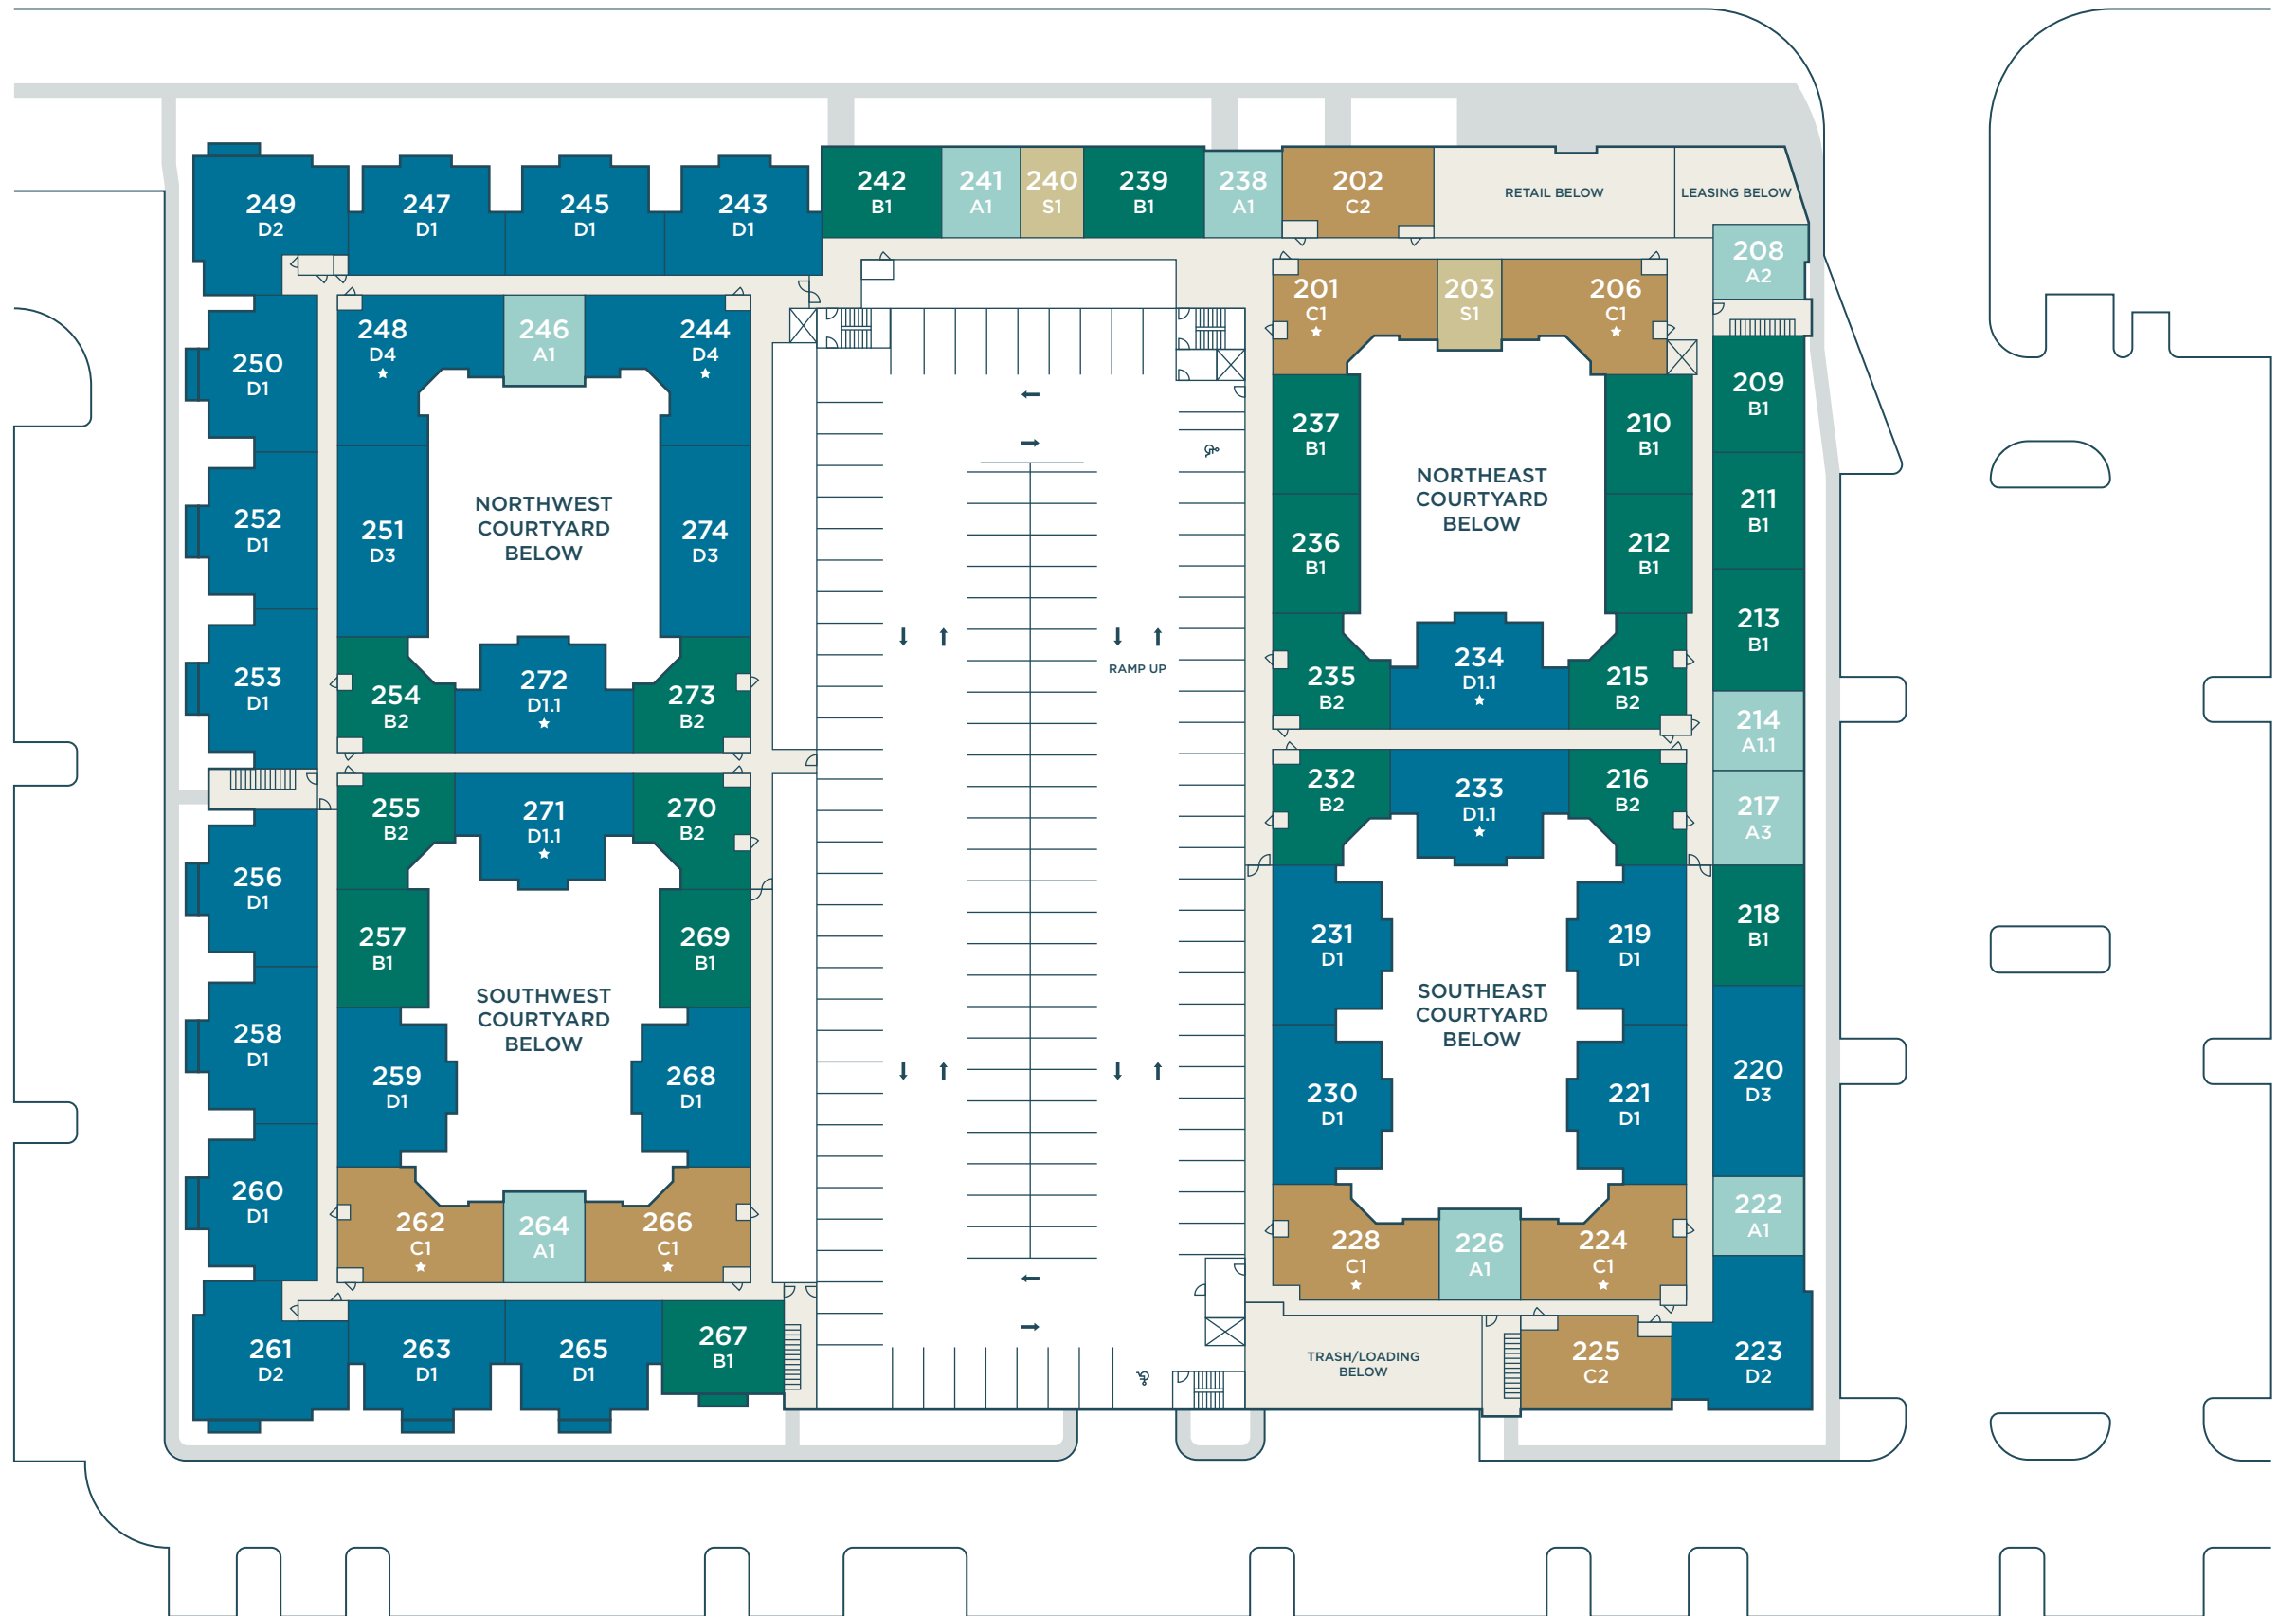 242
B1
241
A1
240
S1
239
B1
238
A1
202
C2
RETAIL BELOW
LEASING BELOW
249
D2
247
D1
245
D1
243
D1
208
A2
201
C1
203
S1
206
C1
248
D4
246
A1
244
D4
250
D1
209
B1
237
B1
210
B1
NORTHEAST
COURTYARD
BELOW
NORTHWEST
COURTYARD
BELOW
211
B1
252
D1
251
D3
274
D3
236
B1
212
B1
213
B1
253
D1
254
B2
272
D1.1
273
B2
RAMP UP
235
B2
234
D1.1
215
B2
214
A1.1
255
B2
271
D1.1
270
B2
232
B2
233
D1.1
216
B2
217
A3
256
D1
257
B1
269
B1
231
D1
219
D1
218
B1
SOUTHWEST
COURTYARD
BELOW
SOUTHEAST
COURTYARD
BELOW
258
D1
259
D1
268
D1
230
D1
221
D1
220
D3
260
D1
262
C1
264
A1
266
C1
228
C1
226
A1
224
C1
222
A1
261
D2
263
D1
265
D1
267
B1
TRASH/LOADING
BELOW
225
C2
223
D2